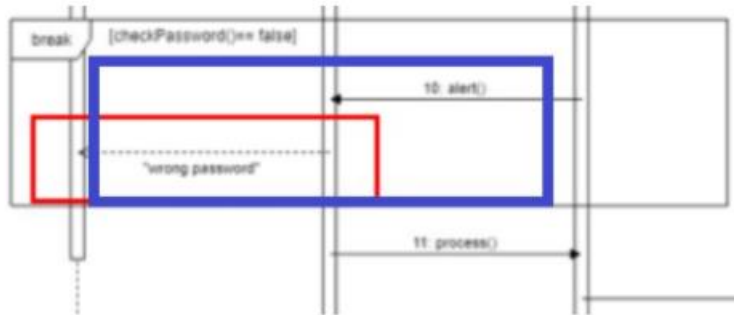 break
[checkPassword()== false]
10: alert()
"wrong password"
11: process()